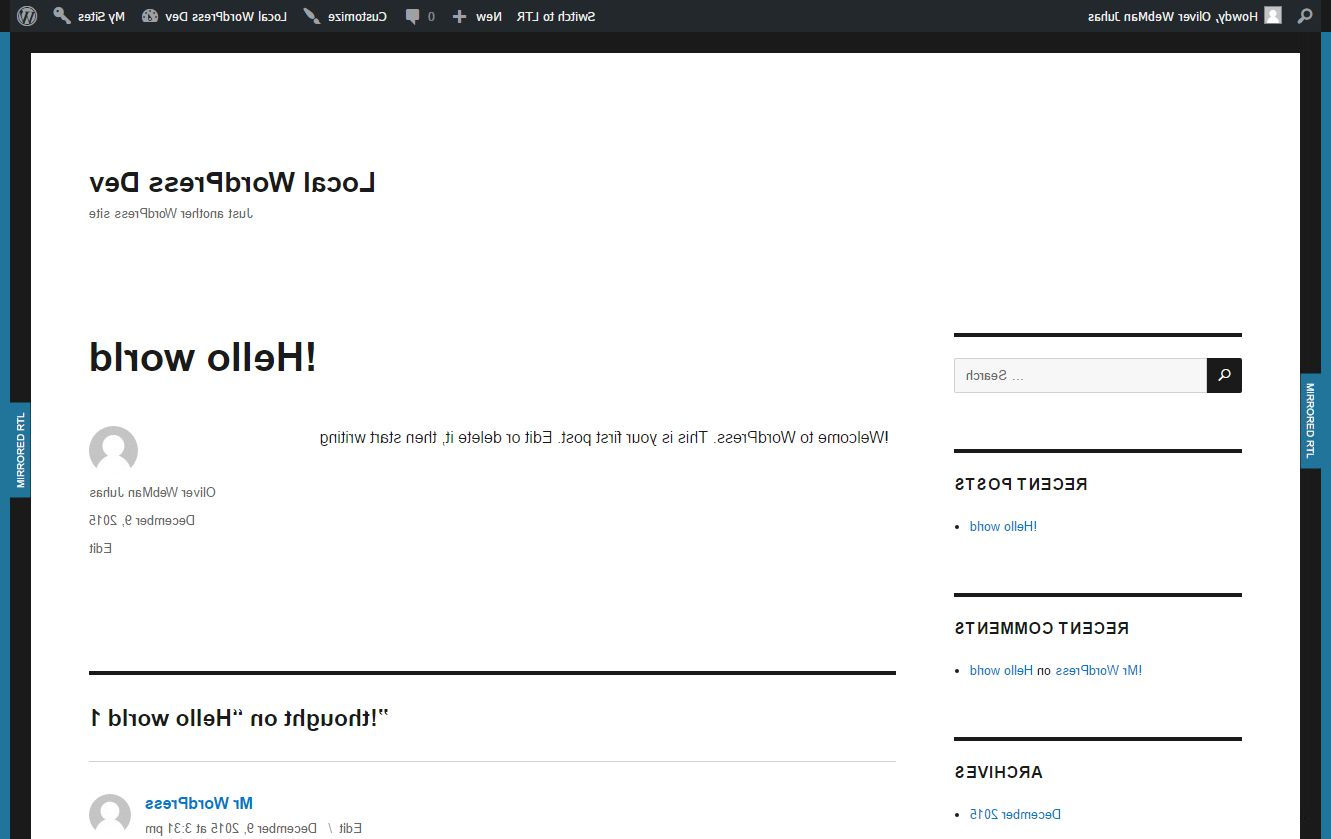 My Sites Local WordPress Dev Customize 0 New Switch to LTR Howdy, Oliver WebMan Juhas
MIRRORED RTL
MIRRORED RTL
Local WordPress Dev
Just another WordPress site
Hello world!
Oliver WebMan Juhas
December 9, 2015
Edit
Welcome to WordPress. This is your first post. Edit or delete it, then start writing!
1 thought on “Hello world!”
Mr WordPress
December 9, 2015 at 3:31 pm / Edit
Search …
RECENT POSTS
Hello world!
RECENT COMMENTS
Mr WordPress on Hello world!
ARCHIVES
December 2015